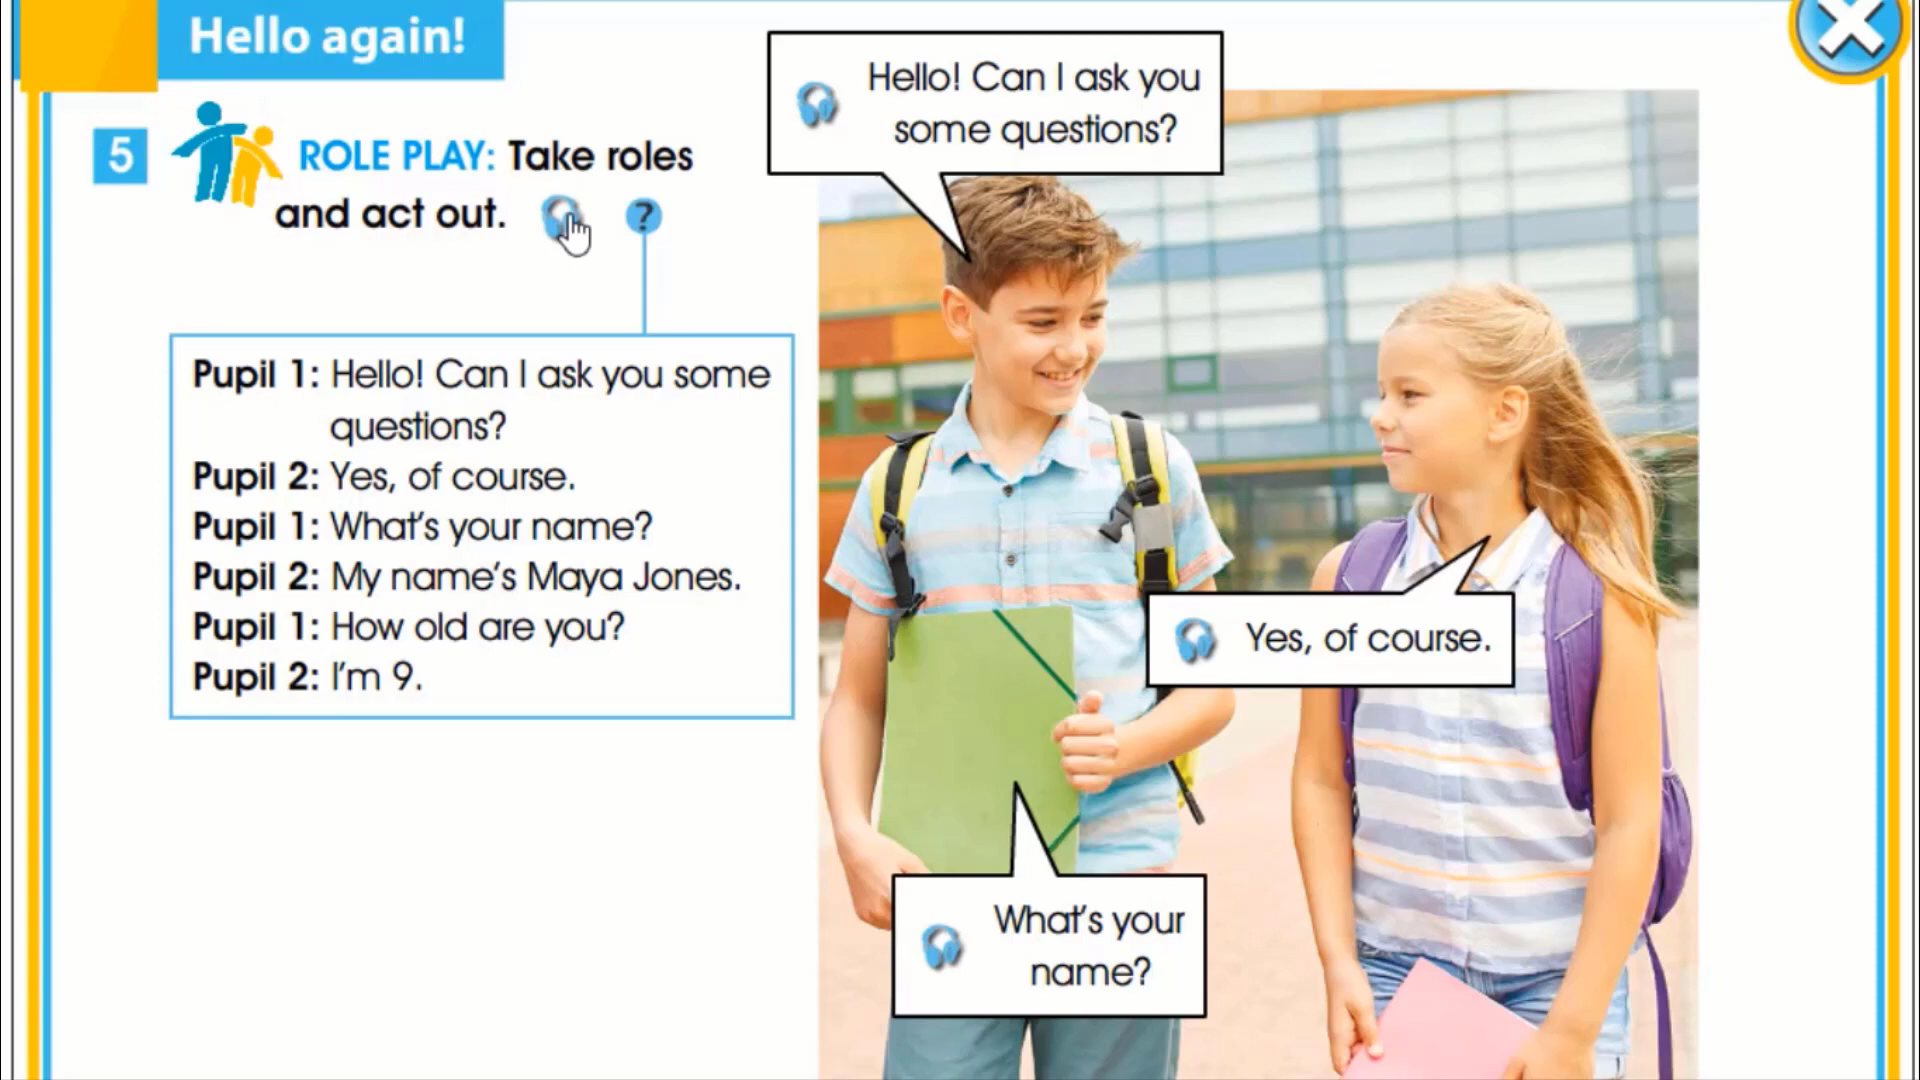 Hello again!
5 ROLE PLAY: Take roles
and act out. ?
Pupil 1: Hello! Can I ask you some
questions?
Pupil 2: Yes, of course.
Pupil 1: What's your name?
Pupil 2: My name's Maya Jones.
Pupil 1: How old are you?
Pupil 2: I'm 9.
Hello! Can I ask you
some questions?
Yes, of course.
What's your
name?